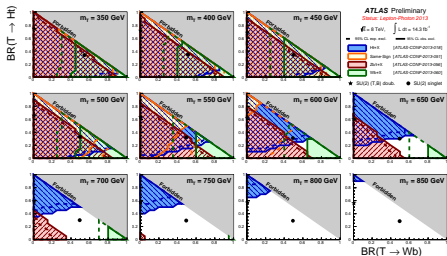 BR(T → Ht)
m_T = 350 GeV
Forbidden
m_T = 400 GeV
Forbidden
m_T = 450 GeV
Forbidden
ATLAS Preliminary
Status: Lepton-Photon 2013
√s = 8 TeV, ∫ L dt = 14.3 fb⁻¹
95% CL exp. excl. 95% CL obs. excl.
Ht+X [ATLAS-CONF-2013-018]
Same-Sign [ATLAS-CONF-2013-051]
Zb/t+X [ATLAS-CONF-2013-056]
Wb+X [ATLAS-CONF-2013-060]
SU(2) (T,B) doub. SU(2) singlet
m_T = 500 GeV
Forbidden
m_T = 550 GeV
Forbidden
m_T = 600 GeV
Forbidden
m_T = 650 GeV
Forbidden
m_T = 700 GeV
Forbidden
m_T = 750 GeV
Forbidden
m_T = 800 GeV
Forbidden
m_T = 850 GeV
Forbidden
BR(T → Wb)